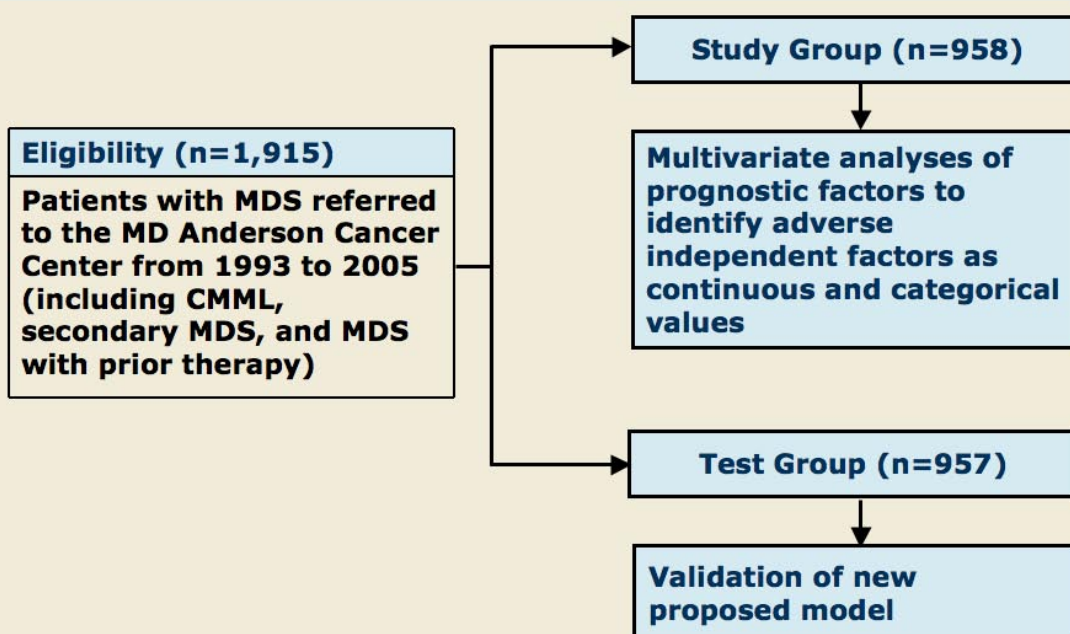 Eligibility (n=1,915)
Patients with MDS referred
to the MD Anderson Cancer
Center from 1993 to 2005
(including CMML,
secondary MDS, and MDS
with prior therapy)
Study Group (n=958)
Multivariate analyses of
prognostic factors to
identify adverse
independent factors as
continuous and categorical
values
Test Group (n=957)
Validation of new
proposed model